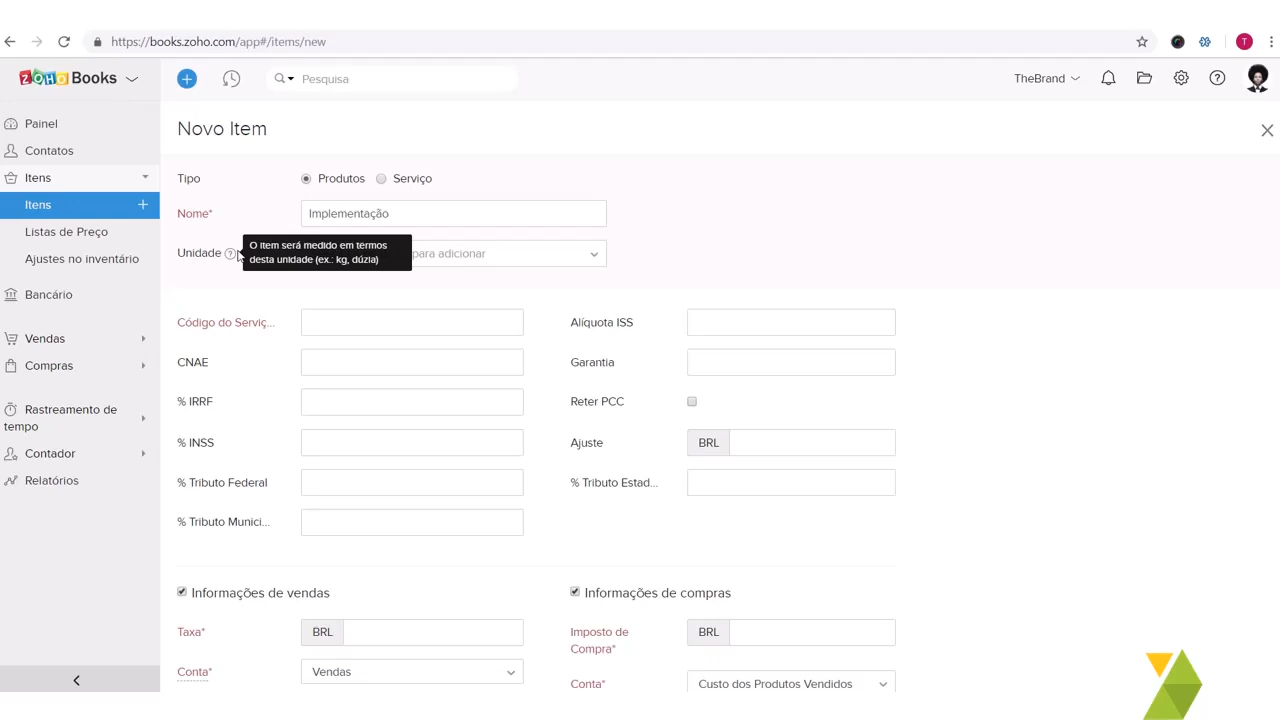 https://books.zoho.com/app#/items/new
T
ZOHO Books
Pesquisa
TheBrand
Painel
Contatos
Itens
Itens
Listas de Preço
Ajustes no inventário
Bancário
Vendas
Compras
Rastreamento de
tempo
Contador
Relatórios
Novo Item
Tipo
Produtos
Serviço
Nome*
Implementação
Unidade
O item será medido em termos
desta unidade (ex.: kg, dúzia)
para adicionar
Código do Serviç...
Alíquota ISS
CNAE
Garantia
% IRRF
Reter PCC
% INSS
Ajuste
BRL
% Tributo Federal
% Tributo Estad...
% Tributo Munici...
Informações de vendas
Informações de compras
Taxa*
BRL
Imposto de
Compra*
BRL
Conta*
Vendas
Conta*
Custo dos Produtos Vendidos